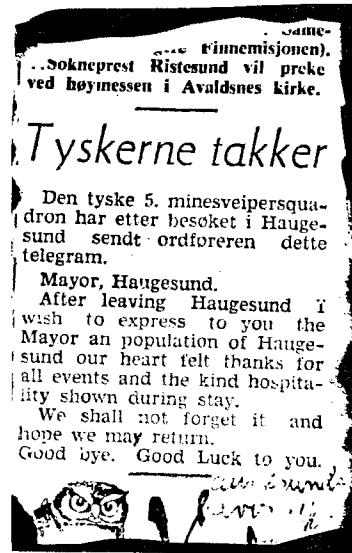 Finnemisjonen).
Sokneprest Ristesund vil preke
ved høymessen i Avaldsnes kirke.
Tyskerne takker
Den tyske 5. minesveipersqua-
dron har etter besøket i Hauge-
sund sendt ordføreren dette
telegram.
Mayor, Haugesund.
After leaving Haugesund I
wish to express to you the
Mayor an population of Hauge-
sund our heart felt thanks for
all events and the kind hospita-
lity shown during stay.
We shall not forget it and
hope we may return.
Good bye. Good Luck to you.